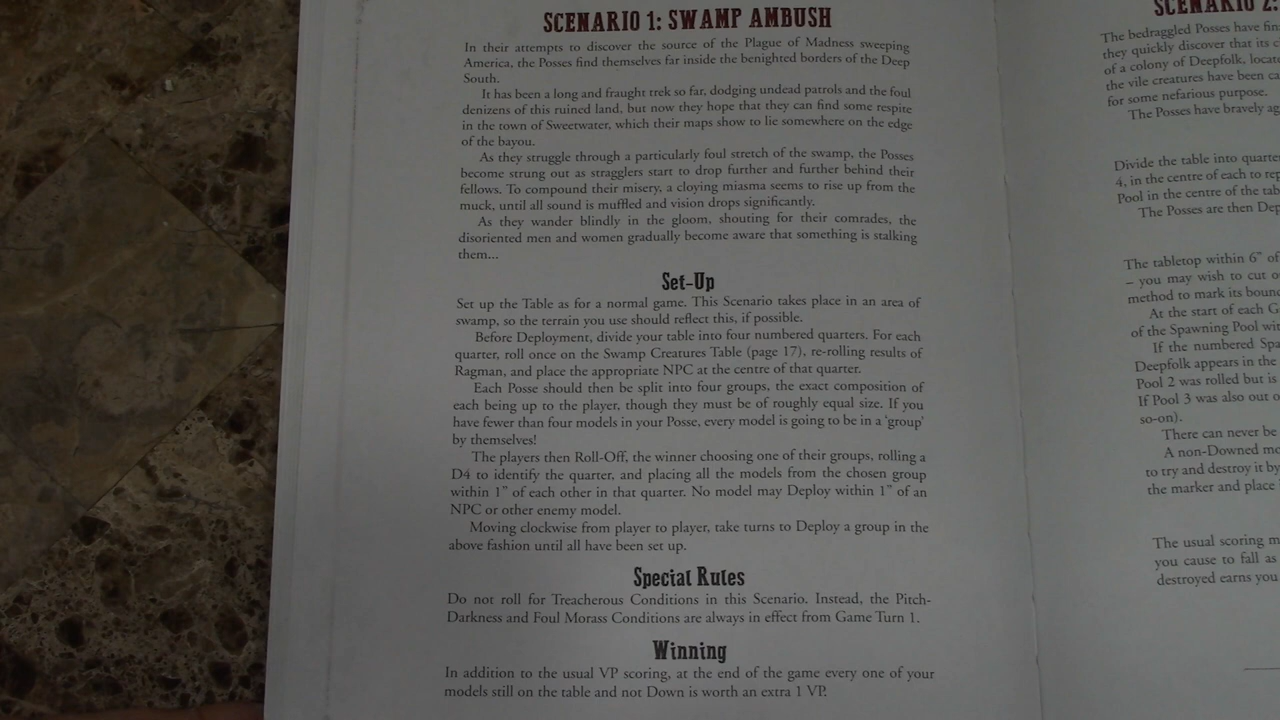 SCENARIO 1: SWAMP AMBUSH
In their attempts to discover the source of the Plague of Madness sweeping
America, the Posses find themselves far inside the benighted borders of the Deep
South.
It has been a long and fraught trek so far, dodging undead patrols and the foul
denizens of this ruined land, but now they hope that they can find some respite
in the town of Sweetwater, which their maps show to lie somewhere on the edge
of the bayou.
As they struggle through a particularly foul stretch of the swamp, the Posses
become strung out as stragglers start to drop further and further behind their
fellows. To compound their misery, a cloying miasma seems to rise up from the
muck, until all sound is muffled and vision drops significantly.
As they wander blindly in the gloom, shouting for their comrades, the
disoriented men and women gradually become aware that something is stalking
them...
Set-Up
Set up the Table as for a normal game. This Scenario takes place in an area of
swamp, so the terrain you use should reflect this, if possible.
Before Deployment, divide your table into four numbered quarters. For each
quarter, roll once on the Swamp Creatures Table (page 17), re-rolling results of
Ragman, and place the appropriate NPC at the centre of that quarter.
Each Posse should then be split into four groups, the exact composition of
each being up to the player, though they must be of roughly equal size. If you
have fewer than four models in your Posse, every model is going to be in a 'group'
by themselves!
The players then Roll-Off, the winner choosing one of their groups, rolling a
D4 to identify the quarter, and placing all the models from the chosen group
within 1" of each other in that quarter. No model may Deploy within 1" of an
NPC or other enemy model.
Moving clockwise from player to player, take turns to Deploy a group in the
above fashion until all have been set up.
Special Rules
Do not roll for Treacherous Conditions in this Scenario. Instead, the Pitch-
Darkness and Foul Morass Conditions are always in effect from Game Turn 1.
Winning
In addition to the usual VP scoring, at the end of the game every one of your
models still on the table and not Down is worth an extra 1 VP.
SCENARIO 2:
The bedraggled Posses have fin
they quickly discover that its c
of a colony of Deepfolk, locate
the vile creatures have been ca
for some nefarious purpose.
The Posses have bravely ag
Divide the table into quarte
4, in the centre of each to rep
Pool in the centre of the tab
The Posses are then Dep
The tabletop within 6" of
– you may wish to cut o
method to mark its bound
At the start of each G
of the Spawning Pool wit
If the numbered Spa
Deepfolk appears in the
Pool 2 was rolled but is
If Pool 3 was also out o
so-on).
There can never be
A non-Downed mo
to try and destroy it by
the marker and place
The usual scoring m
you cause to fall as
destroyed earns you